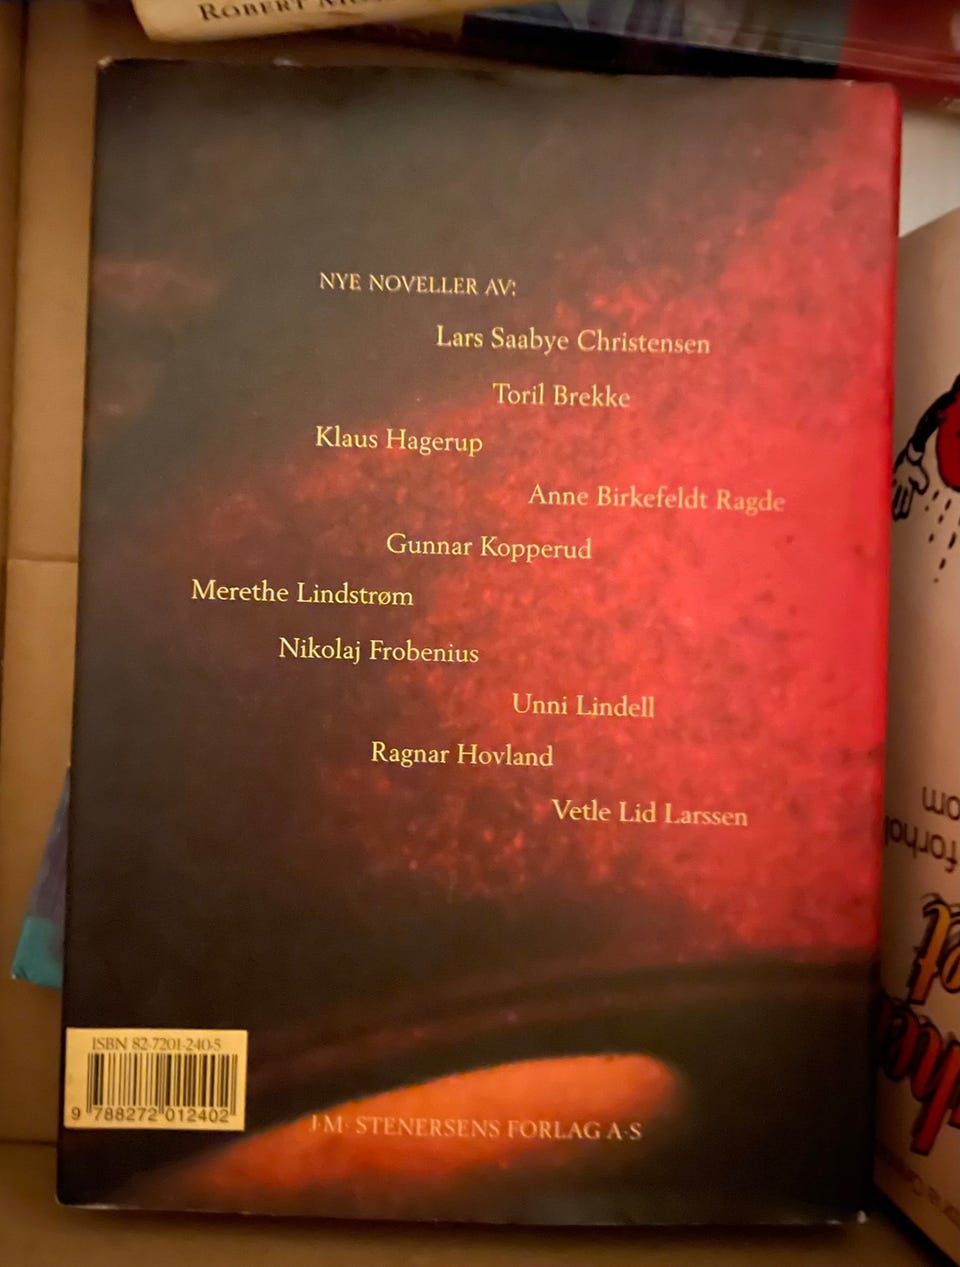 ROBERT
NYE NOVELLER AV:
Lars Saabye Christensen
Toril Brekke
Klaus Hagerup
Anne Birkefeldt Ragde
Gunnar Kopperud
Merethe Lindstrøm
Nikolaj Frobenius
Unni Lindell
Ragnar Hovland
Vetle Lid Larssen
ISBN 82-7201-240-5
9 788272 012402
J·M· STENERSENS FORLAG A·S